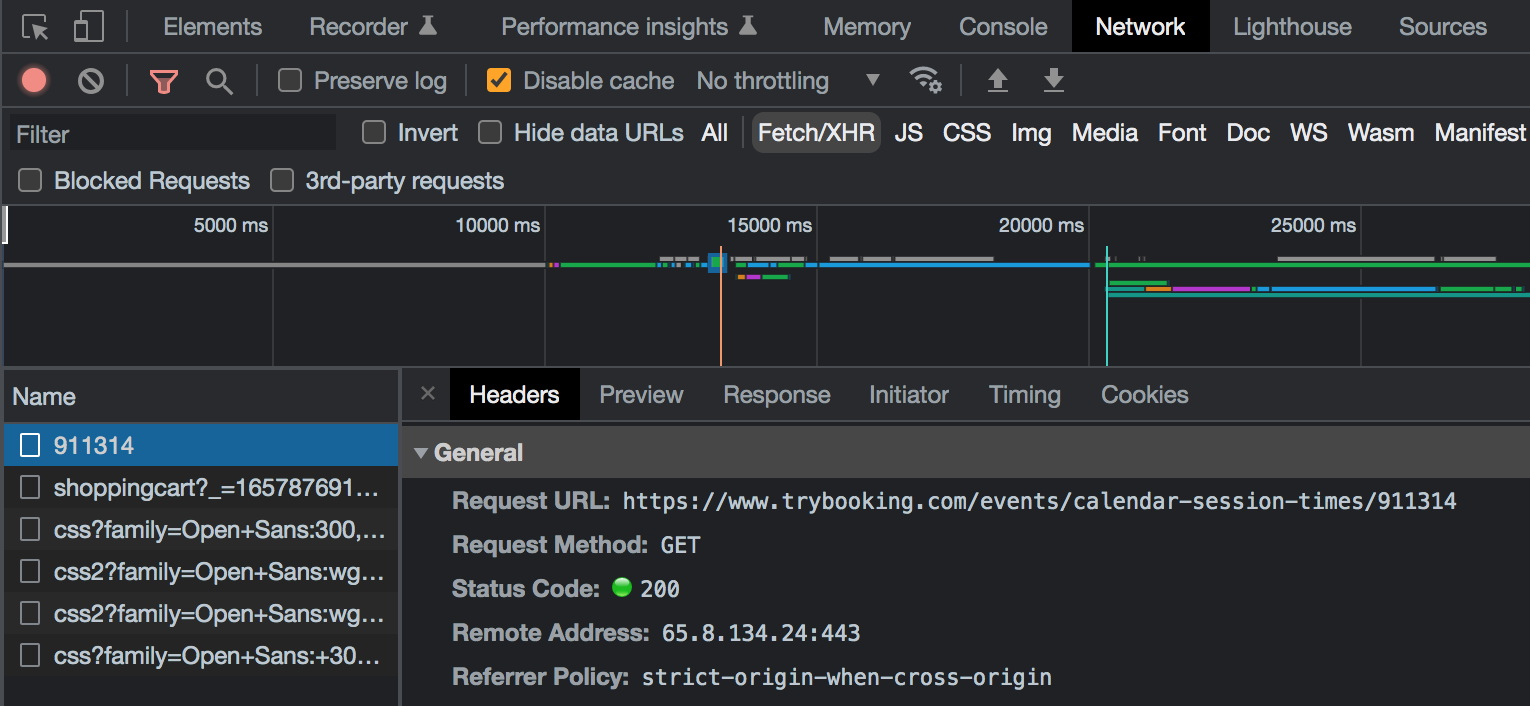 Elements Recorder Performance insights Memory Console Network Lighthouse Sources
Preserve log Disable cache No throttling
Filter Invert Hide data URLs All Fetch/XHR JS CSS Img Media Font Doc WS Wasm Manifest
Blocked Requests 3rd-party requests
5000 ms 10000 ms 15000 ms 20000 ms 25000 ms
Name
× Headers Preview Response Initiator Timing Cookies
911314
shoppingcart?_=165787691...
css?family=Open+Sans:300,...
css2?family=Open+Sans:wg...
css2?family=Open+Sans:wg...
css?family=Open+Sans:+30...
General
Request URL: https://www.trybooking.com/events/calendar-session-times/911314
Request Method: GET
Status Code: 200
Remote Address: 65.8.134.24:443
Referrer Policy: strict-origin-when-cross-origin